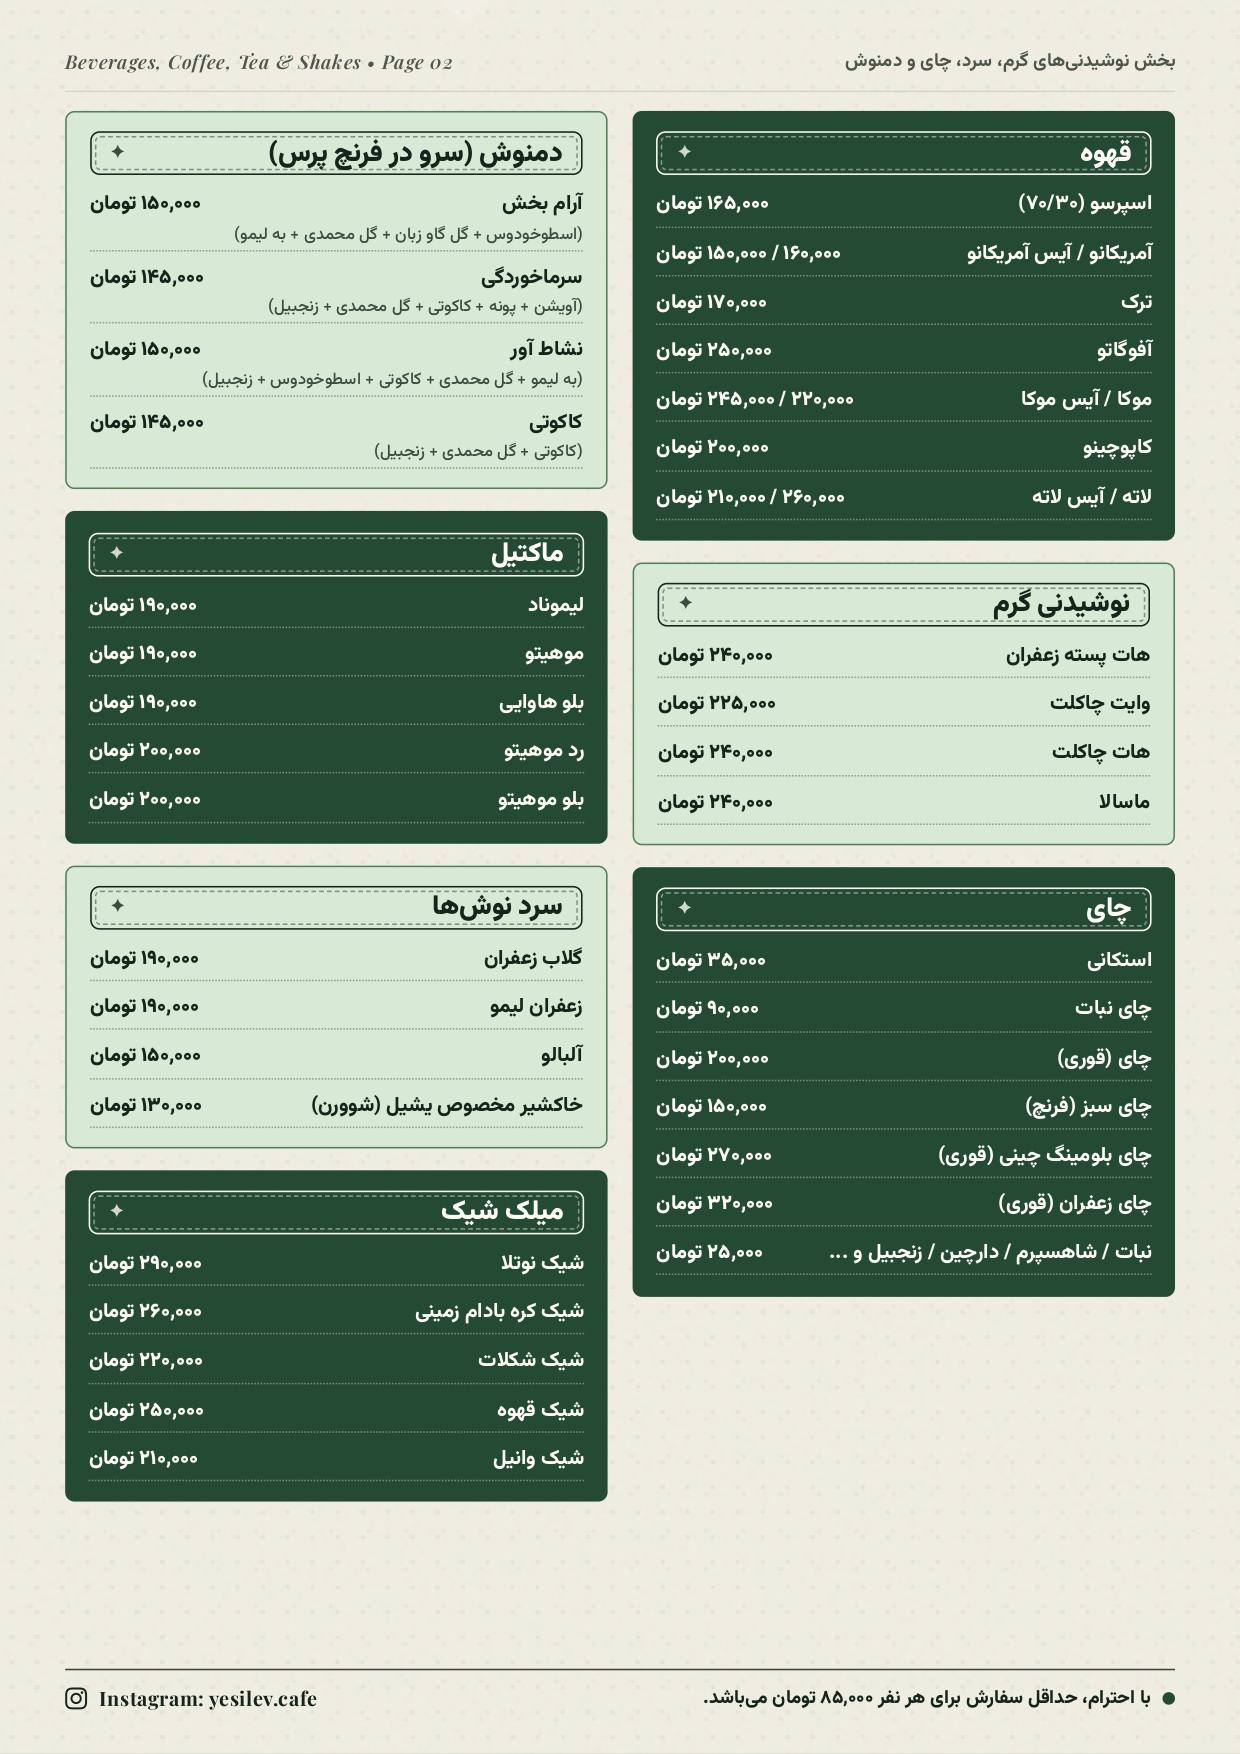 بخش نوشیدنی‌های گرم، سرد، چای و دمنوش
Beverages, Coffee, Tea & Shakes • Page 02
قهوه
اسپرسو (۷۰/۳۰) ۱۶۵,۰۰۰ تومان
آمریکانو / آیس آمریکانو ۱۶۰,۰۰۰ / ۱۵۰,۰۰۰ تومان
ترک ۱۷۰,۰۰۰ تومان
آفوگاتو ۲۵۰,۰۰۰ تومان
موکا / آیس موکا ۲۲۰,۰۰۰ / ۲۴۵,۰۰۰ تومان
کاپوچینو ۲۰۰,۰۰۰ تومان
لاته / آیس لاته ۲۶۰,۰۰۰ / ۲۱۰,۰۰۰ تومان
نوشیدنی گرم
هات پسته زعفران ۲۴۰,۰۰۰ تومان
وایت چاکلت ۲۲۵,۰۰۰ تومان
هات چاکلت ۲۴۰,۰۰۰ تومان
ماسالا ۲۴۰,۰۰۰ تومان
چای
استکانی ۳۵,۰۰۰ تومان
چای نبات ۹۰,۰۰۰ تومان
چای (قوری) ۲۰۰,۰۰۰ تومان
چای سبز (فرنچ) ۱۵۰,۰۰۰ تومان
چای بلومینگ چینی (قوری) ۲۷۰,۰۰۰ تومان
چای زعفران (قوری) ۳۲۰,۰۰۰ تومان
نبات / شاهسپرم / دارچین / زنجبیل و ... ۲۵,۰۰۰ تومان
دمنوش (سرو در فرنچ پرس)
آرام بخش ۱۵۰,۰۰۰ تومان
(اسطوخودوس + گل گاو زبان + گل محمدی + به لیمو)
سرماخوردگی ۱۴۵,۰۰۰ تومان
(آویشن + پونه + کاکوتی + گل محمدی + زنجبیل)
نشاط آور ۱۵۰,۰۰۰ تومان
(به لیمو + گل محمدی + کاکوتی + اسطوخودوس + زنجبیل)
کاکوتی ۱۴۵,۰۰۰ تومان
(کاکوتی + گل محمدی + زنجبیل)
ماکتیل
لیموناد ۱۹۰,۰۰۰ تومان
موهیتو ۱۹۰,۰۰۰ تومان
بلو هاوایی ۱۹۰,۰۰۰ تومان
رد موهیتو ۲۰۰,۰۰۰ تومان
بلو موهیتو ۲۰۰,۰۰۰ تومان
سرد نوش‌ها
گلاب زعفران ۱۹۰,۰۰۰ تومان
زعفران لیمو ۱۹۰,۰۰۰ تومان
آلبالو ۱۵۰,۰۰۰ تومان
خاکشیر مخصوص یشیل (شوورن) ۱۳۰,۰۰۰ تومان
میلک شیک
شیک نوتلا ۲۹۰,۰۰۰ تومان
شیک کره بادام زمینی ۲۶۰,۰۰۰ تومان
شیک شکلات ۲۲۰,۰۰۰ تومان
شیک قهوه ۲۵۰,۰۰۰ تومان
شیک وانیل ۲۱۰,۰۰۰ تومان
با احترام، حداقل سفارش برای هر نفر ۸۵,۰۰۰ تومان می‌باشد.
Instagram: yesilev.cafe